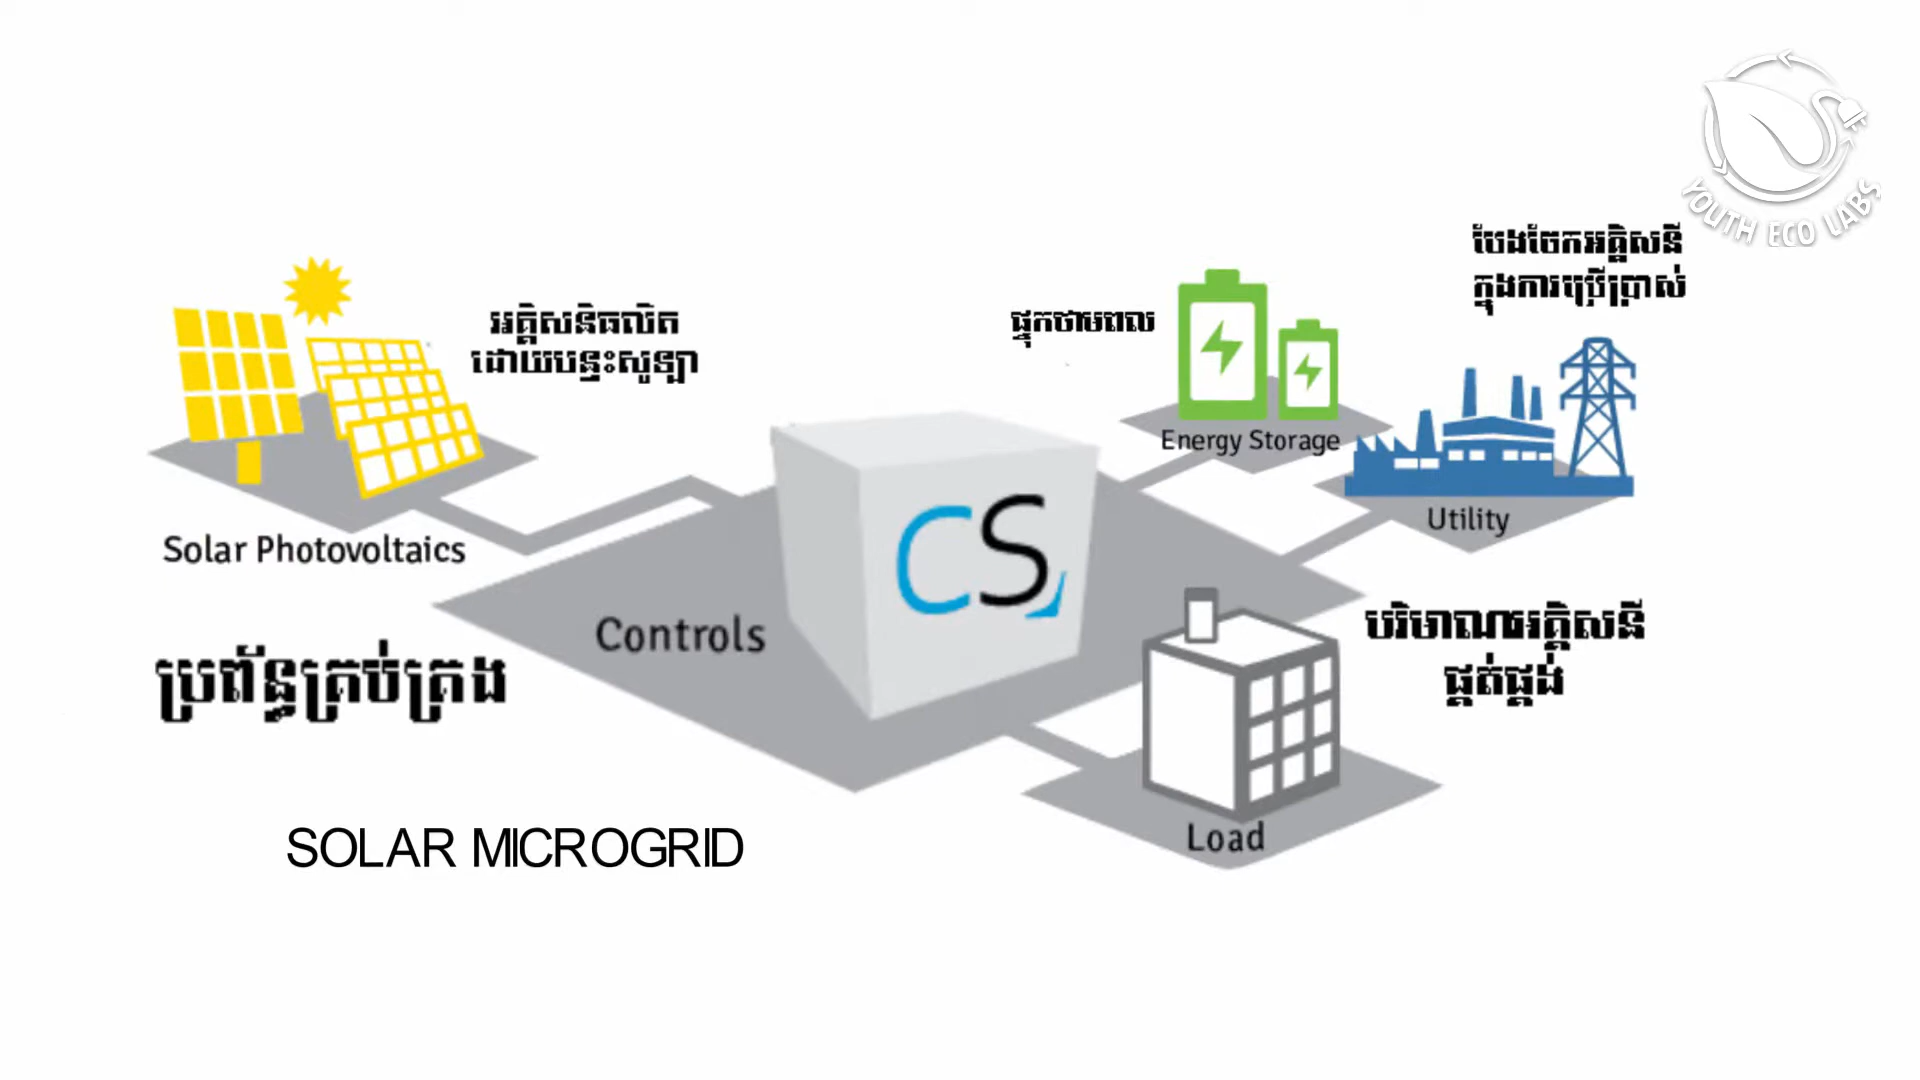 YOUTH ECO LABS
បែងចែកអគ្គិសនី
ក្នុងការប្រើប្រាស់
អគ្គិសនិផលិត
ដោយបន្ទះសូឡា
ផ្ទុកថាមពល
Energy Storage
Utility
Solar Photovoltaics
CS
Controls
បរិមាណអគ្គិសនី
ផ្គត់ផ្គង់
ប្រព័ន្ធគ្រប់គ្រង
Load
SOLAR MICROGRID